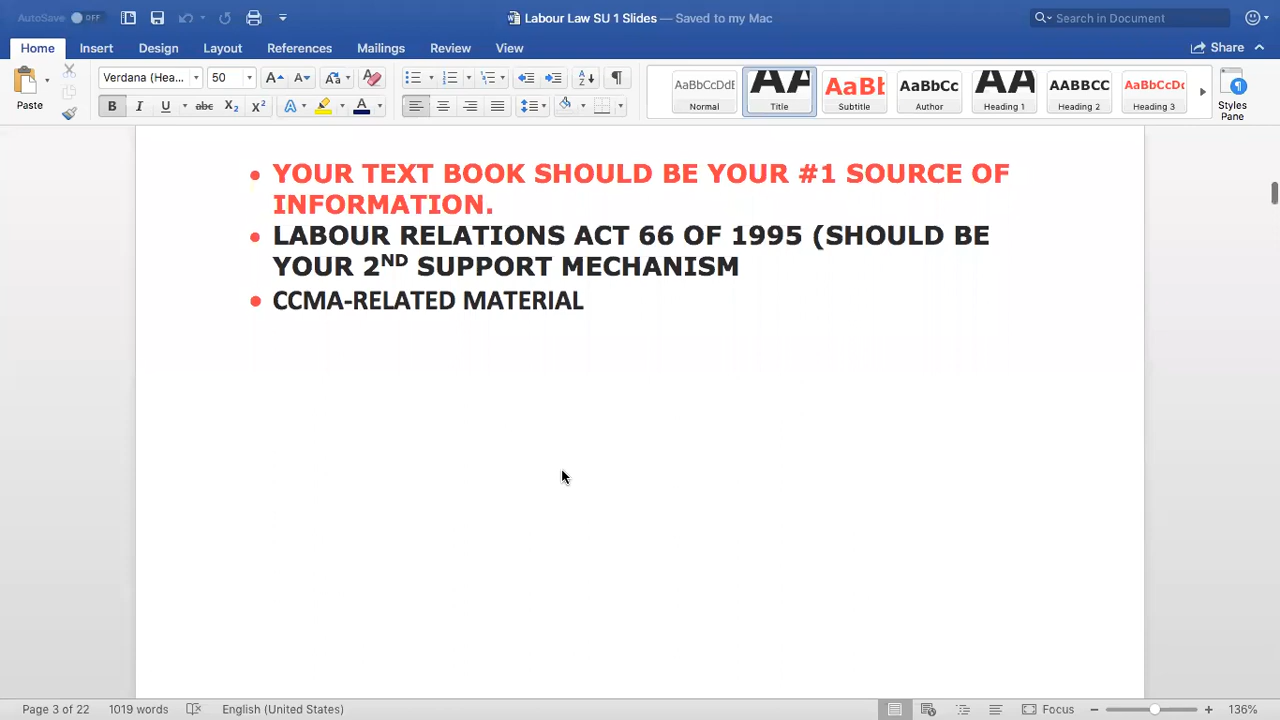 AutoSave OFF
Labour Law SU 1 Slides — Saved to my Mac
Search in Document
Home Insert Design Layout References Mailings Review View
Share
Paste
Verdana (Hea... 50
B I U abc X2 X2 A A
AaBbCcDdE Normal
AA Title
AaBb Subtitle
AaBbCc Author
AA Heading 1
AABBCC Heading 2
AaBbCcDc Heading 3
Styles Pane
• YOUR TEXT BOOK SHOULD BE YOUR #1 SOURCE OF
INFORMATION.
• LABOUR RELATIONS ACT 66 OF 1995 (SHOULD BE
YOUR 2ND SUPPORT MECHANISM
• CCMA-RELATED MATERIAL
Page 3 of 22 1019 words English (United States) Focus 136%